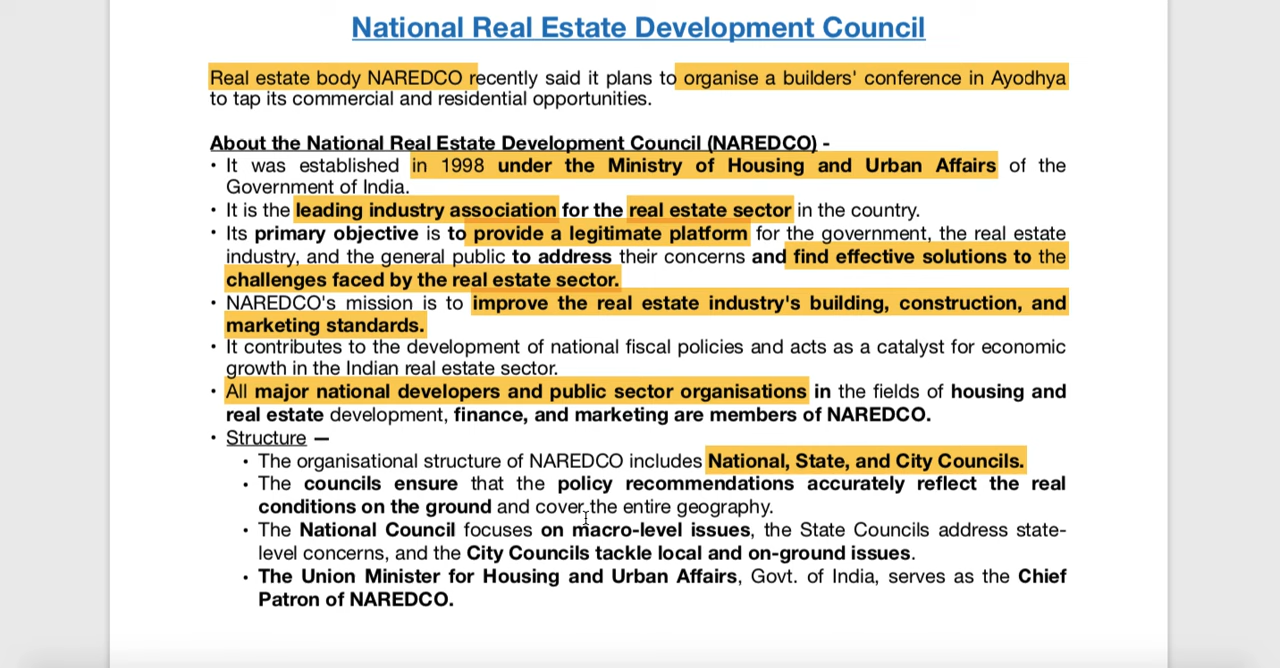 National Real Estate Development Council
Real estate body NAREDCO recently said it plans to organise a builders' conference in Ayodhya
to tap its commercial and residential opportunities.
About the National Real Estate Development Council (NAREDCO) -
• It was established in 1998 under the Ministry of Housing and Urban Affairs of the
Government of India.
• It is the leading industry association for the real estate sector in the country.
• Its primary objective is to provide a legitimate platform for the government, the real estate
industry, and the general public to address their concerns and find effective solutions to the
challenges faced by the real estate sector.
• NAREDCO's mission is to improve the real estate industry's building, construction, and
marketing standards.
• It contributes to the development of national fiscal policies and acts as a catalyst for economic
growth in the Indian real estate sector.
• All major national developers and public sector organisations in the fields of housing and
real estate development, finance, and marketing are members of NAREDCO.
• Structure —
• The organisational structure of NAREDCO includes National, State, and City Councils.
• The councils ensure that the policy recommendations accurately reflect the real
conditions on the ground and cover the entire geography.
• The National Council focuses on macro-level issues, the State Councils address state-
level concerns, and the City Councils tackle local and on-ground issues.
• The Union Minister for Housing and Urban Affairs, Govt. of India, serves as the Chief
Patron of NAREDCO.